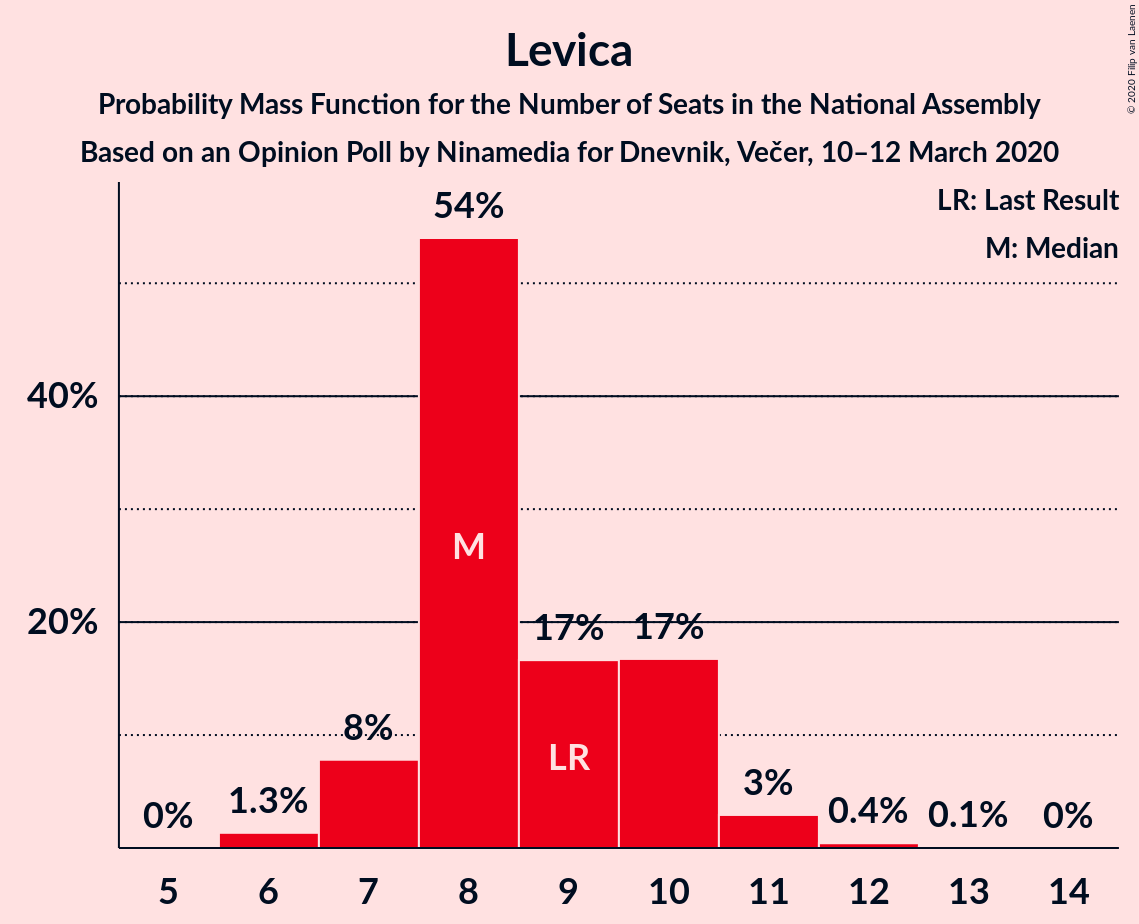 Levica
Probability Mass Function for the Number of Seats in the National Assembly
Based on an Opinion Poll by Ninamedia for Dnevnik, Večer, 10–12 March 2020
© 2020 Filip van Laenen
LR: Last Result
M: Median
40%
20%
0%
1.3%
8%
54%
17%
17%
3%
0.4%
0.1%
0%
M
LR
5 6 7 8 9 10 11 12 13 14